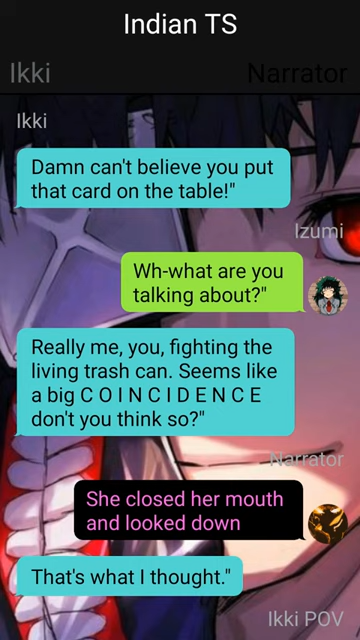 Indian TS
Ikki
Narrator
Ikki
Damn can't believe you put
that card on the table!"
Izumi
Wh-what are you
talking about?"
Really me, you, fighting the
living trash can. Seems like
a big C O I N C I D E N C E
don't you think so?"
Narrator
She closed her mouth
and looked down
That's what I thought."
Ikki POV